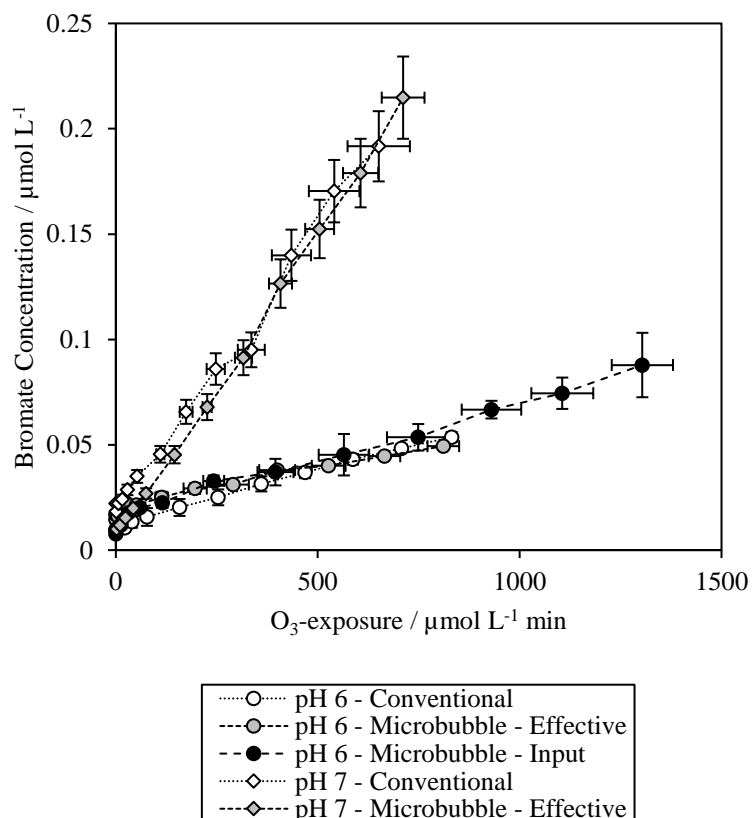 0.25
0.2
0.15
0.1
0.05
0
Bromate Concentration / µmol L-1
0 500 1000 1500
O3-exposure / µmol L-1 min
pH 6 - Conventional
pH 6 - Microbubble - Effective
pH 6 - Microbubble - Input
pH 7 - Conventional
pH 7 - Microbubble - Effective